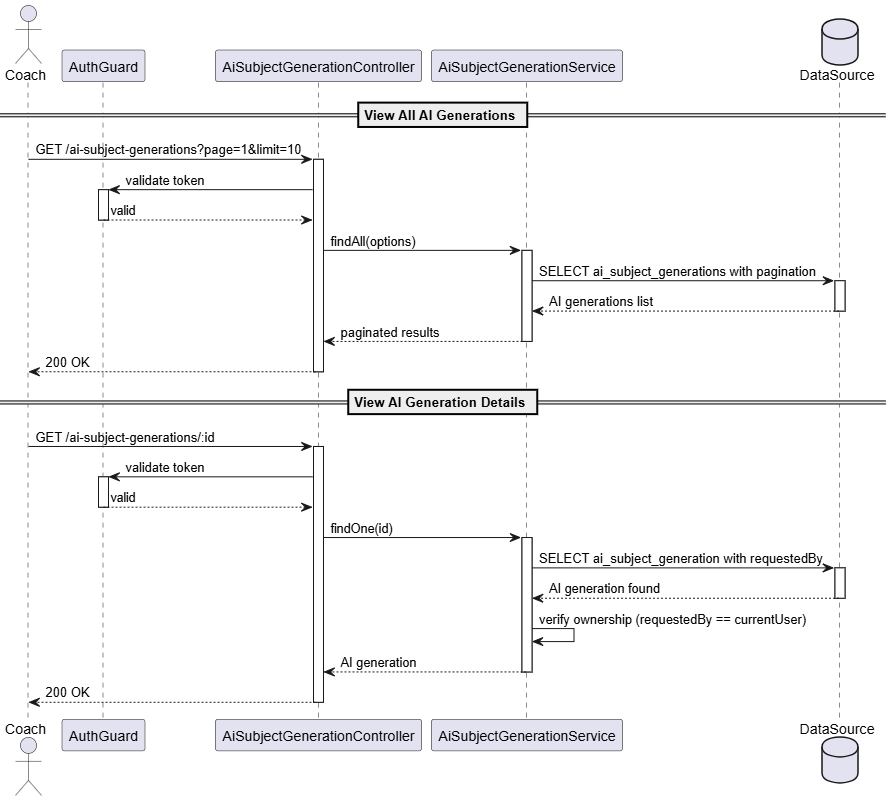 Coach
AuthGuard
AiSubjectGenerationController
AiSubjectGenerationService
DataSource
View All AI Generations
GET /ai-subject-generations?page=1&limit=10
validate token
valid
findAll(options)
SELECT ai_subject_generations with pagination
AI generations list
paginated results
200 OK
View AI Generation Details
GET /ai-subject-generations/:id
validate token
valid
findOne(id)
SELECT ai_subject_generation with requestedBy
AI generation found
verify ownership (requestedBy == currentUser)
AI generation
200 OK
Coach
AuthGuard
AiSubjectGenerationController
AiSubjectGenerationService
DataSource